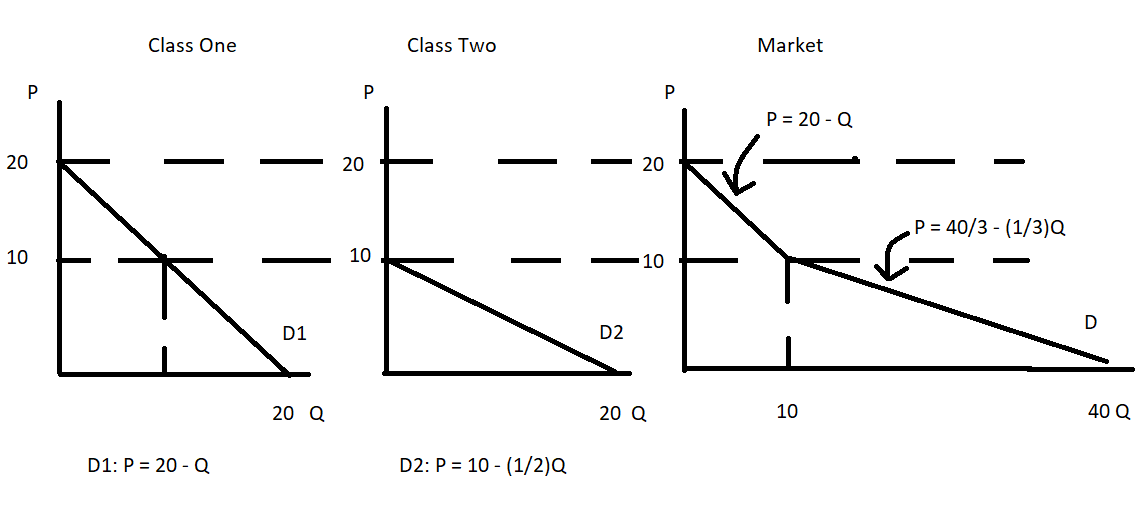 Class One
Class Two
Market
P
P
P
P = 20 - Q
20
20
20
P = 40/3 - (1/3)Q
10
10
10
D1
D2
D
20 Q
20 Q
10
40 Q
D1: P = 20 - Q
D2: P = 10 - (1/2)Q